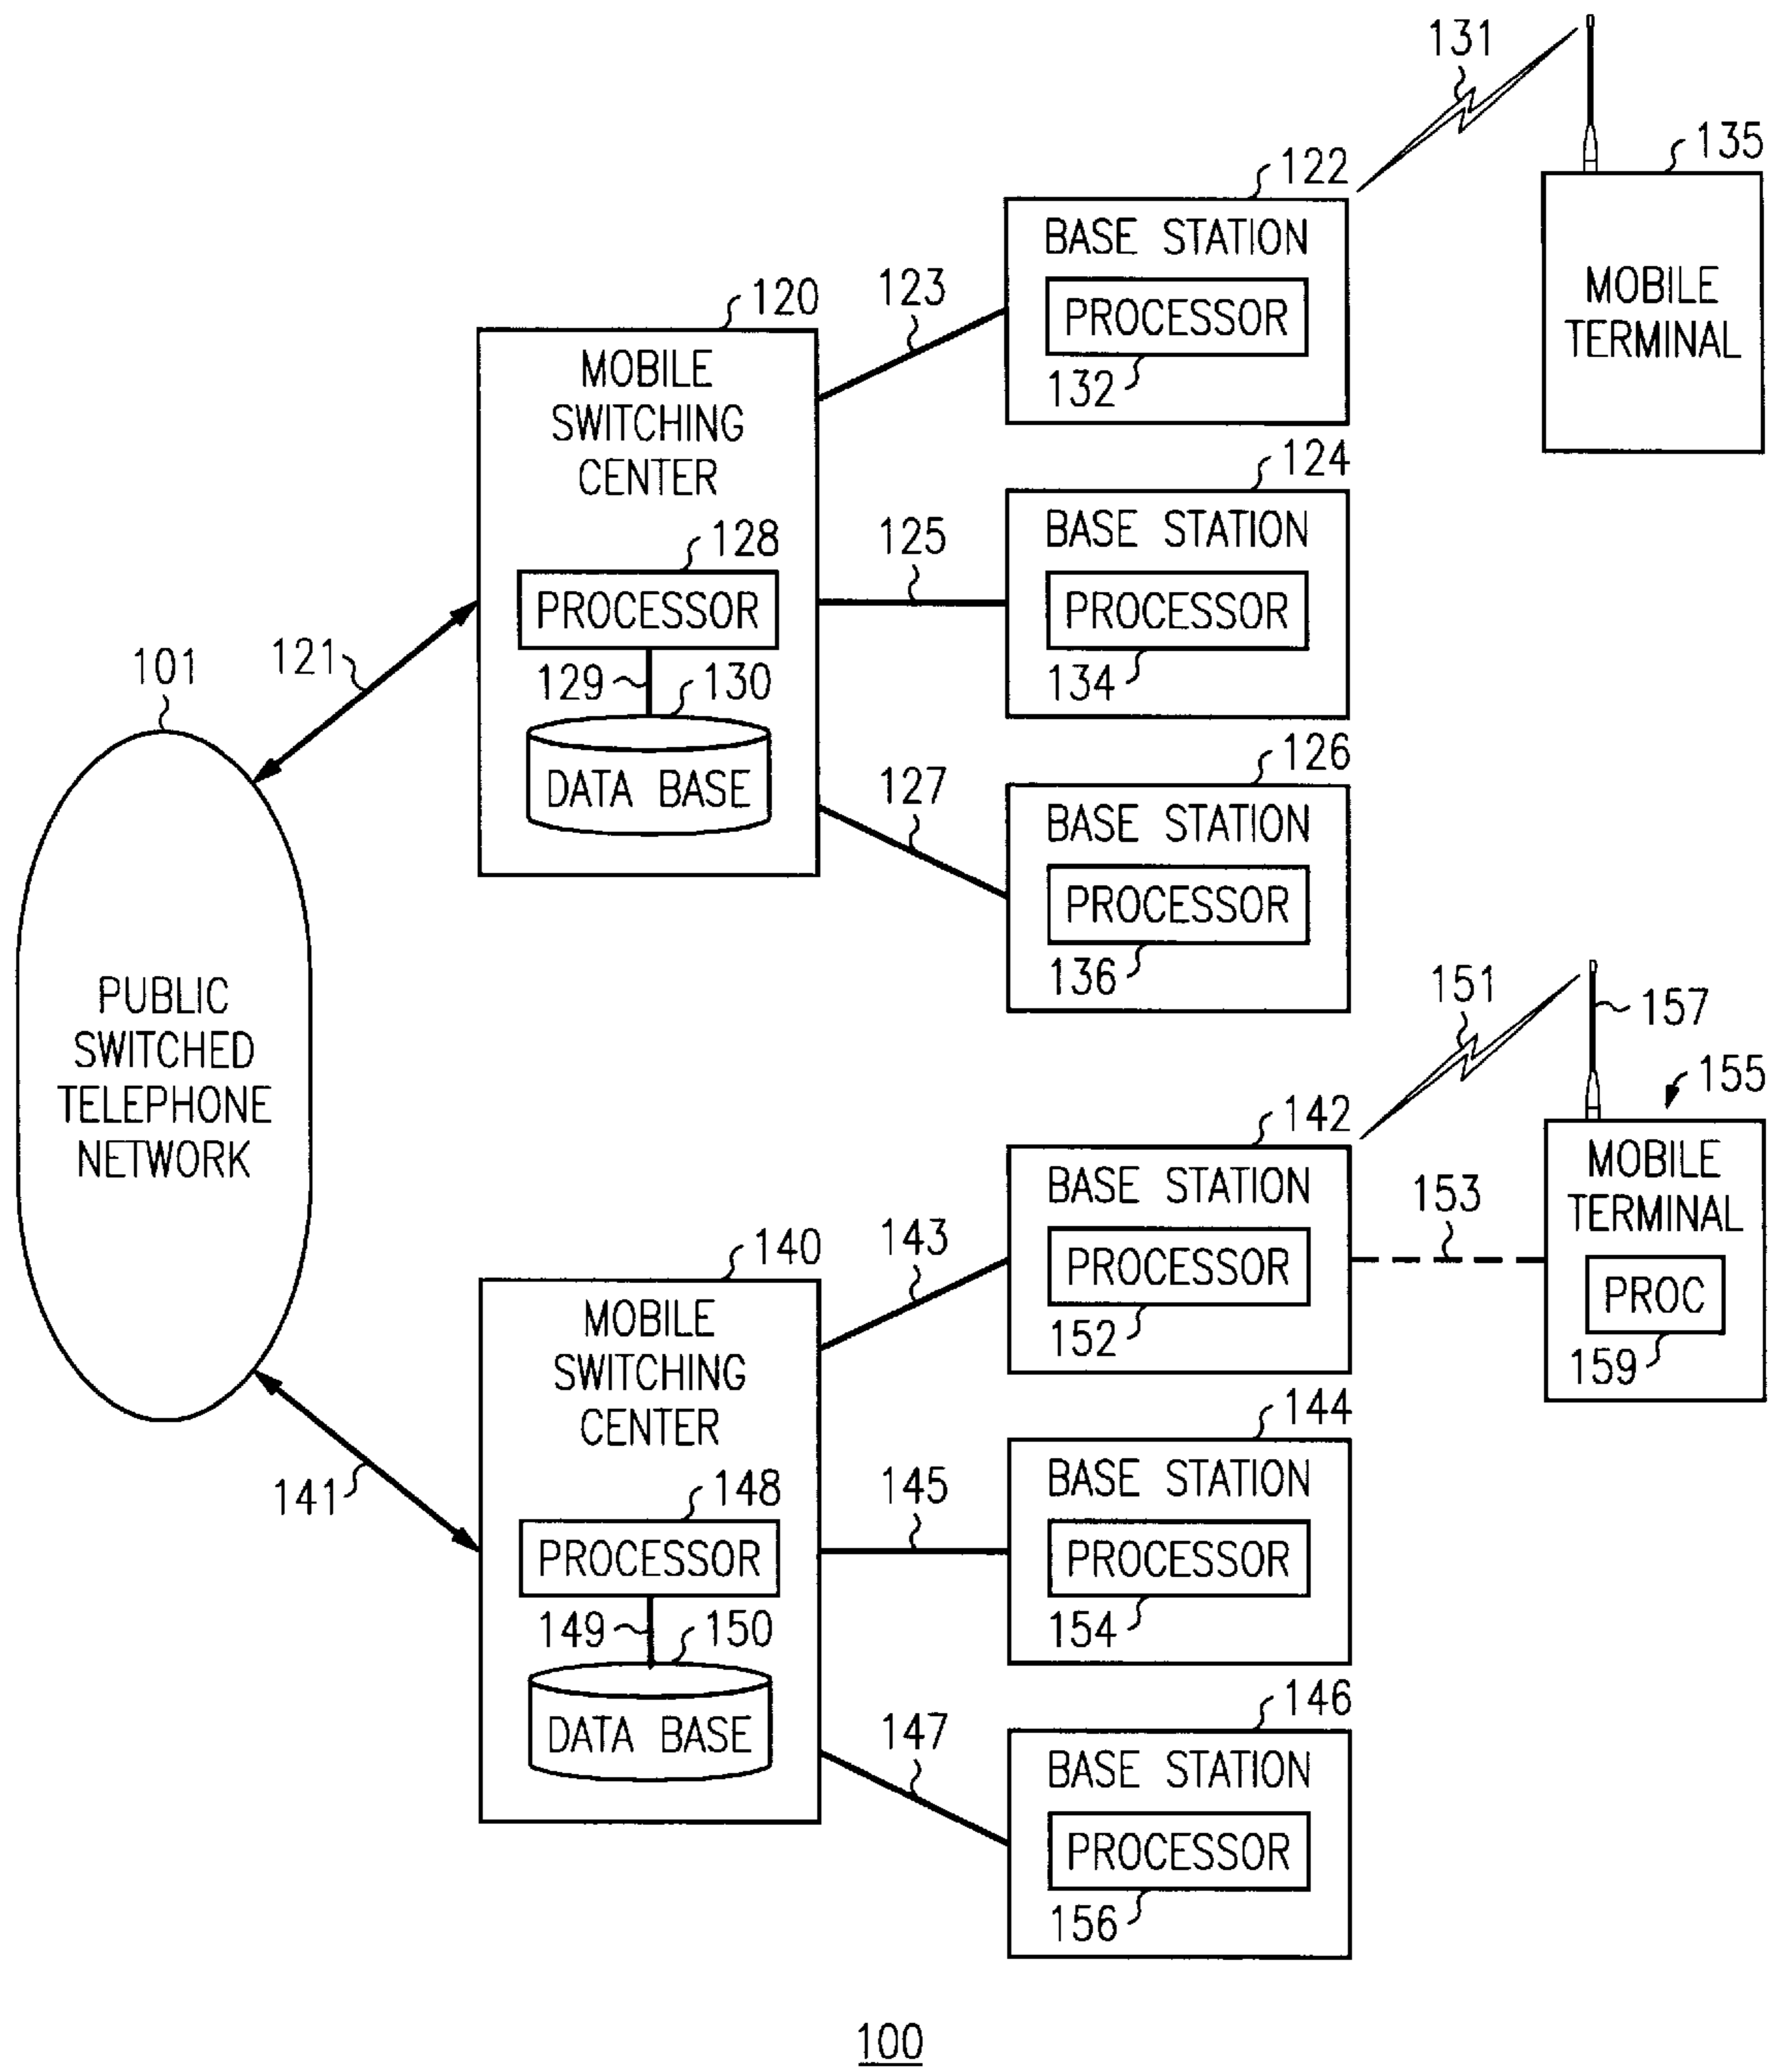 131
135
MOBILE
TERMINAL
122
BASE STATION
PROCESSOR
132
123
120
MOBILE
SWITCHING
CENTER
128
PROCESSOR
129
130
DATA BASE
124
BASE STATION
PROCESSOR
134
125
126
BASE STATION
PROCESSOR
136
127
121
101
PUBLIC
SWITCHED
TELEPHONE
NETWORK
151
157
155
MOBILE
TERMINAL
PROC
159
153
142
BASE STATION
PROCESSOR
152
143
140
MOBILE
SWITCHING
CENTER
148
PROCESSOR
149
150
DATA BASE
144
BASE STATION
PROCESSOR
154
145
141
146
BASE STATION
PROCESSOR
156
147
100